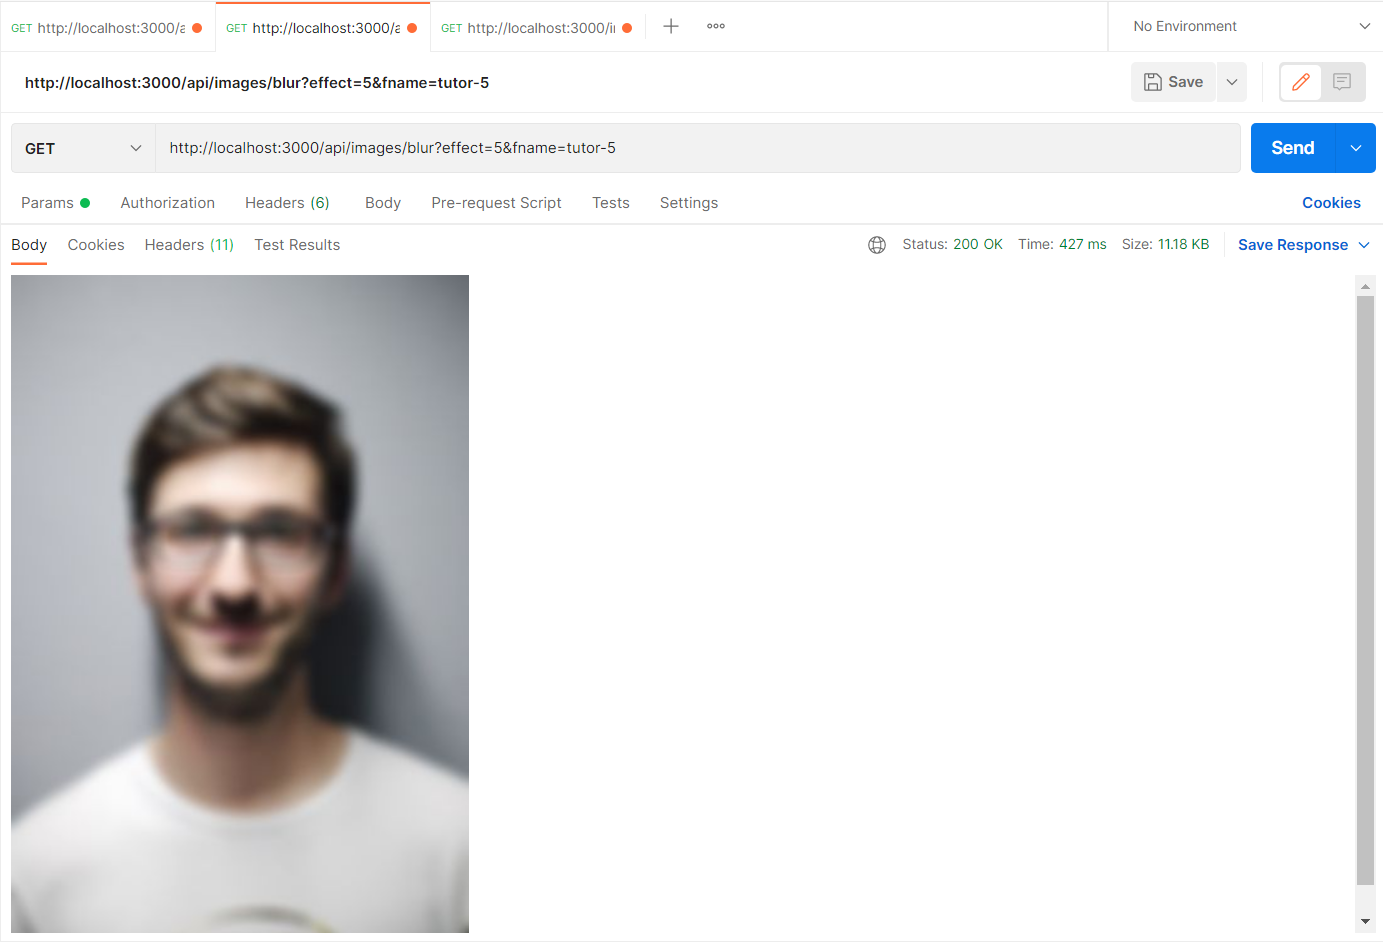 GET http://localhost:3000/a GET http://localhost:3000/a GET http://localhost:3000/i No Environment
http://localhost:3000/api/images/blur?effect=5&fname=tutor-5 Save
GET http://localhost:3000/api/images/blur?effect=5&fname=tutor-5 Send
Params Authorization Headers (6) Body Pre-request Script Tests Settings Cookies
Body Cookies Headers (11) Test Results Status: 200 OK Time: 427 ms Size: 11.18 KB Save Response